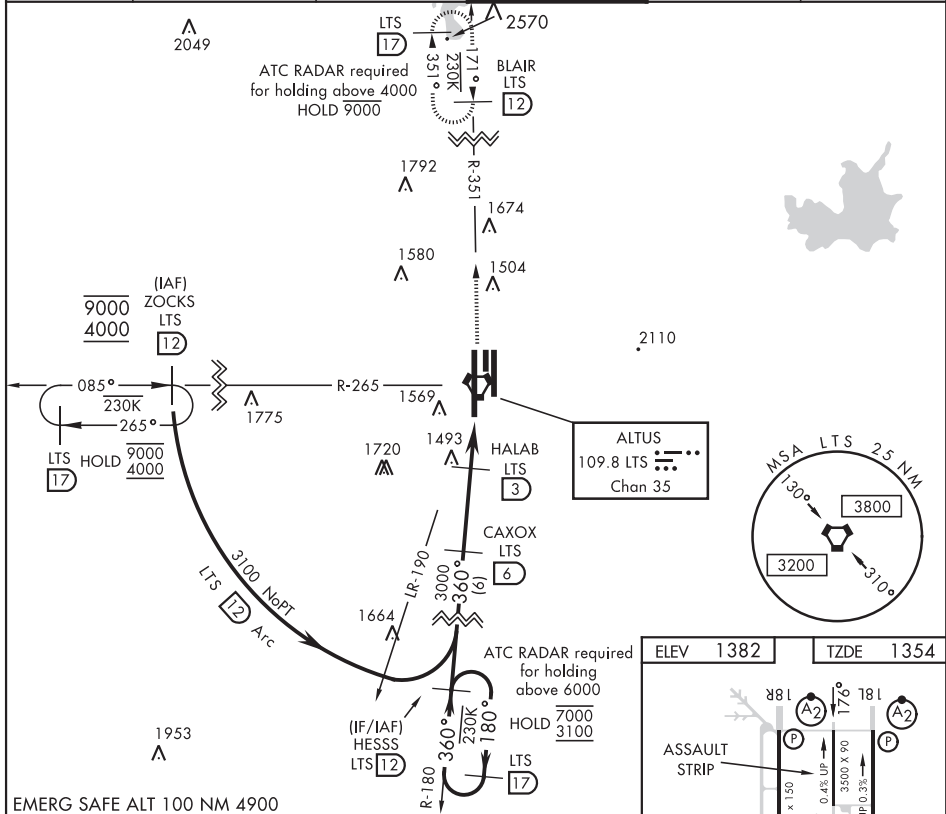 2049
LTS
17
2570
ATC RADAR required
for holding above 4000
HOLD 9000
351°
230K
171°
BLAIR
LTS
12
R-351
1792
1674
1580
1504
(IAF)
ZOCKS
LTS
12
9000
4000
2110
085°
230K
265°
R-265
1775
1569
LTS
17
HOLD 9000
4000
1720
1493
HALAB
LTS
3
ALTUS
109.8 LTS
Chan 35
MSA LTS 25 NM
130°
3800
3200
310°
CAXOX
LTS
6
LR-190
3000
360°
(6)
3100 NoPT
LTS 12 Arc
1664
ATC RADAR required
for holding
above 6000
HOLD 7000
3100
(IF/IAF)
HESSS
LTS 12
360°
230K
180°
R-180
LTS
17
1953
EMERG SAFE ALT 100 NM 4900
ELEV 1382
TZDE 1354
18R
A2
176°
18L
A2
P
P
ASSAULT
STRIP
x 150
0.4% UP
3500 X 90
UP 0.3%